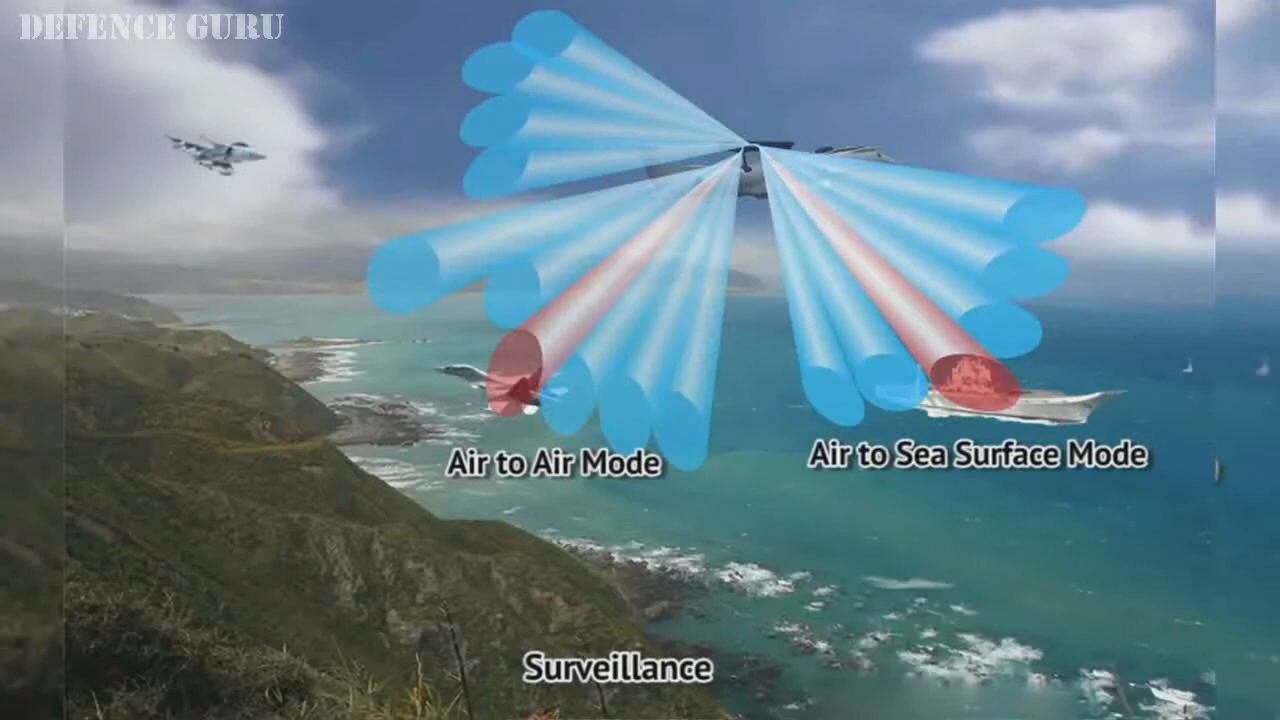 DEFENCE GURU
Air to Air Mode
Air to Sea Surface Mode
Surveillance